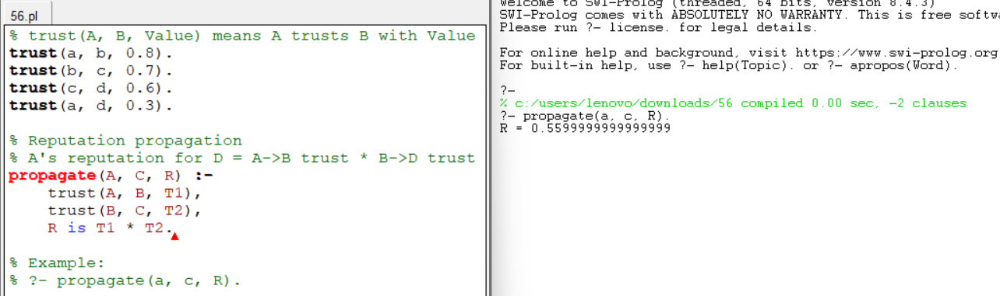 56.pl
% trust(A, B, Value) means A trusts B with Value
trust(a, b, 0.8).
trust(b, c, 0.7).
trust(c, d, 0.6).
trust(a, d, 0.3).
% Reputation propagation
% A's reputation for D = A->B trust * B->D trust
propagate(A, C, R) :-
    trust(A, B, T1),
    trust(B, C, T2),
    R is T1 * T2.
% Example:
% ?- propagate(a, c, R).
Welcome to SWI-Prolog (threaded, 64 bits, version 8.4.3)
SWI-Prolog comes with ABSOLUTELY NO WARRANTY. This is free softw
Please run ?- license. for legal details.
For online help and background, visit https://www.swi-prolog.org
For built-in help, use ?- help(Topic). or ?- apropos(Word).
?-
% c:/users/lenovo/downloads/56 compiled 0.00 sec, -2 clauses
?- propagate(a, c, R).
R = 0.5599999999999999